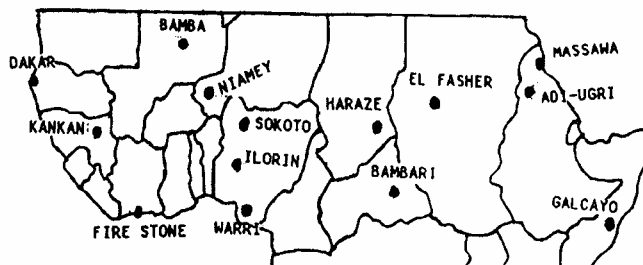 BAMBA
DAKAR
MASSAWA
NIAMEY
EL FASHER
ADI-UGRI
HARAZE
KANKAN
SOKOTO
ILORIN
BAMBARI
GALCAYO
FIRE STONE
WARRI